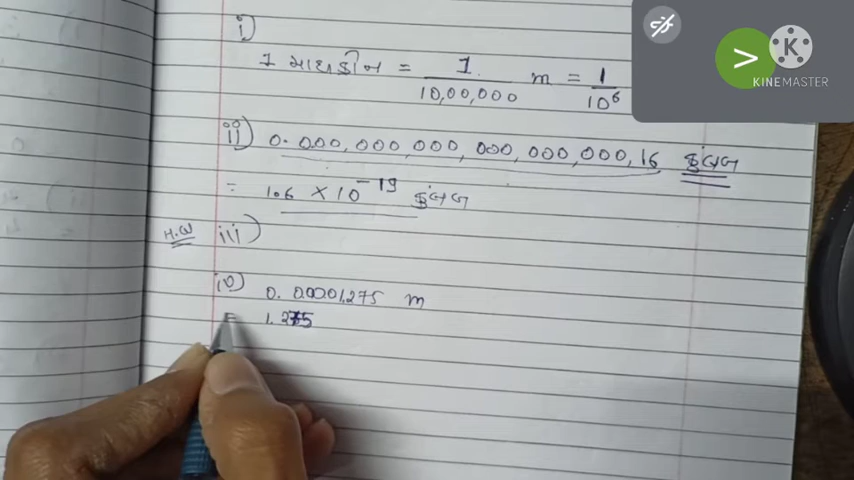 i)
1 માઇક્રોન = 1/10,00,000 m = 1/10⁶
ii) 0.000,000,000,000,000,000,16 કુલંબ
= 1.6 × 10⁻¹⁹ કુલંબ
H.W iii)
iv) 0.00001275 m
= 1.275
K
KINEMASTER